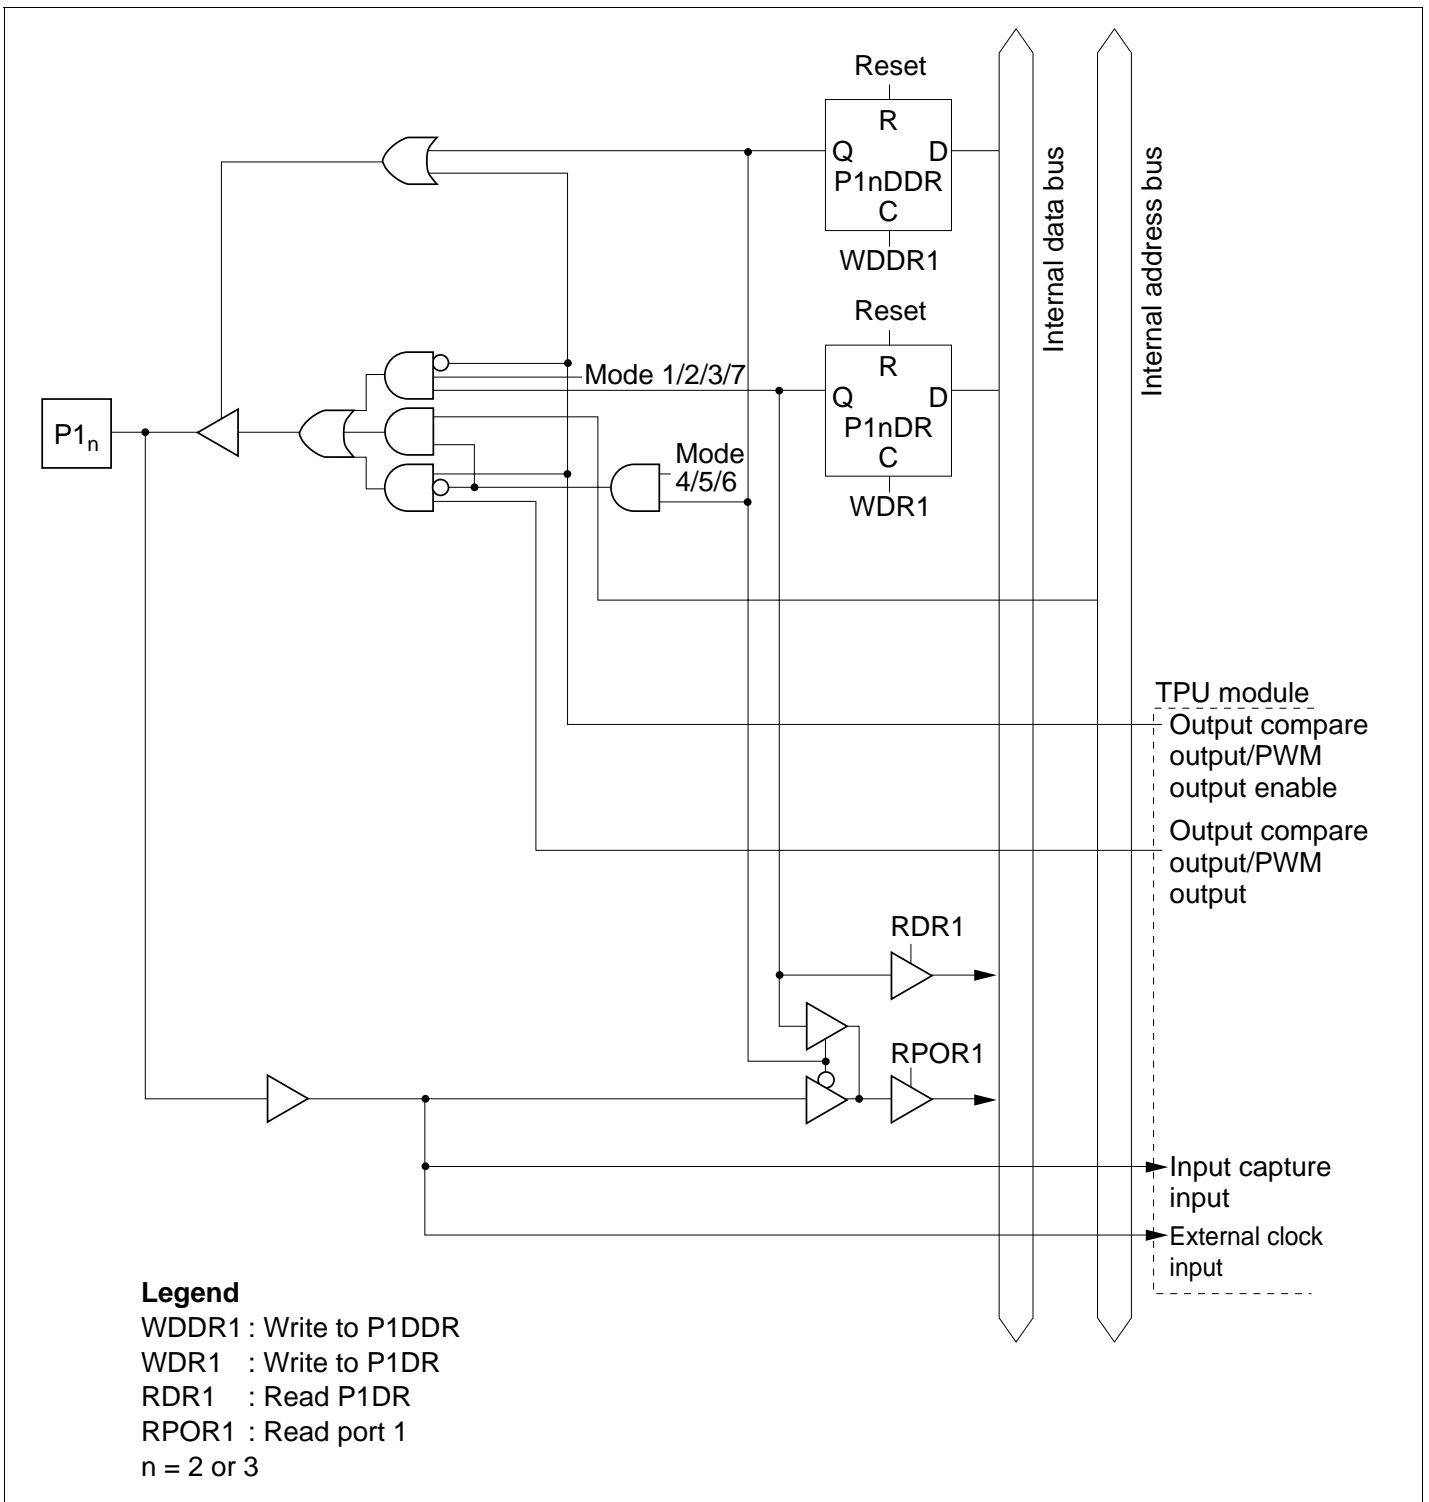 Reset
R
Q D
P1nDDR
C
WDDR1
Internal data bus
Internal address bus
Reset
R
Q D
P1nDR
C
WDR1
Mode 1/2/3/7
Mode
4/5/6
P1n
TPU module
Output compare
output/PWM
output enable
Output compare
output/PWM
output
RDR1
RPOR1
Input capture
input
External clock
input
Legend
WDDR1 : Write to P1DDR
WDR1 : Write to P1DR
RDR1 : Read P1DR
RPOR1 : Read port 1
n = 2 or 3